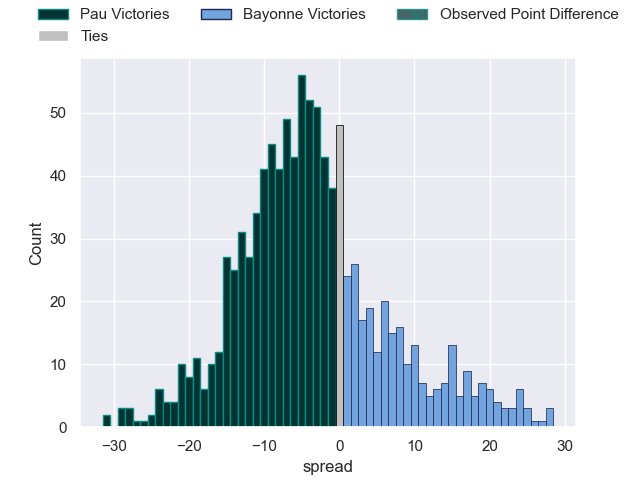 Pau Victories
Bayonne Victories
Observed Point Difference
Ties
50
40
30
20
10
0
Count
−30
−20
−10
0
10
20
30
spread